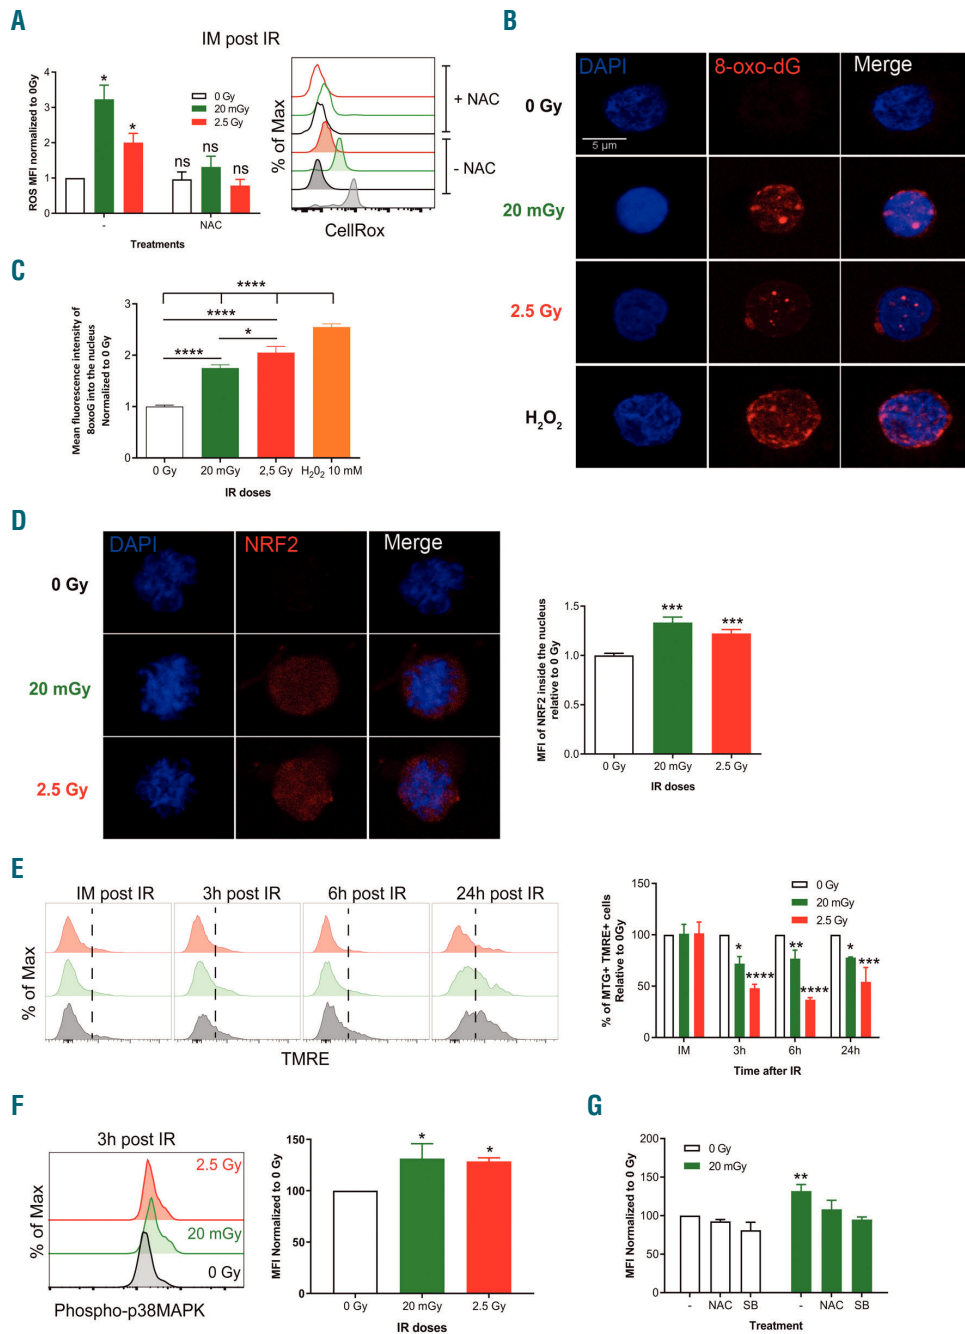 A
IM post IR
ROS MFI normalized to 0Gy
5
4
3
2
1
0
*
*
ns
ns
ns
0 Gy
20 mGy
2.5 Gy
-
NAC
Treatments
% of Max
+ NAC
- NAC
CellRox
B
DAPI
8-oxo-dG
Merge
0 Gy
5 µm
20 mGy
2.5 Gy
H₂O₂
C
Mean fluorescence intensity of
8oxoG into the nucleus
Normalized to 0 Gy
3
2
1
0
****
****
*
****
0 Gy
20 mGy
2,5 Gy
H₂O₂ 10 mM
IR doses
D
DAPI
NRF2
Merge
0 Gy
20 mGy
2.5 Gy
MFI of NRF2 inside the nucleus
relative to 0 Gy
1.5
1.0
0.5
0.0
***
***
0 Gy
20 mGy
2.5 Gy
IR doses
E
IM post IR
3h post IR
6h post IR
24h post IR
% of Max
TMRE
% of MTG+ TMRE+ cells
Relative to 0Gy
150
100
50
0
0 Gy
20 mGy
2.5 Gy
*
****
**
****
*
***
IM
3h
6h
24h
Time after IR
F
3h post IR
% of Max
2.5 Gy
20 mGy
0 Gy
Phospho-p38MAPK
MFI Normalized to 0 Gy
150
100
50
0
*
*
0 Gy
20 mGy
2.5 Gy
IR doses
G
MFI Normalized to 0 Gy
200
150
100
50
0
0 Gy
20 mGy
**
-
NAC
SB
-
NAC
SB
Treatment